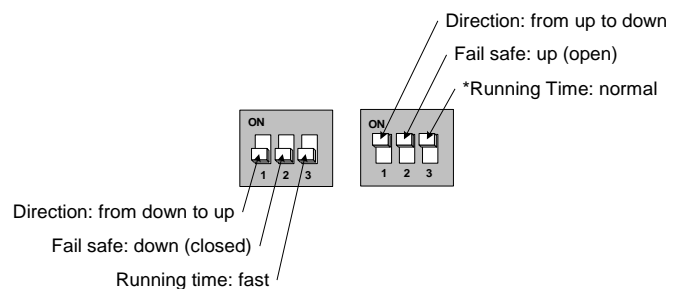 Direction: from up to down
Fail safe: up (open)
*Running Time: normal
ON
1 2 3
ON
1 2 3
Direction: from down to up
Fail safe: down (closed)
Running time: fast